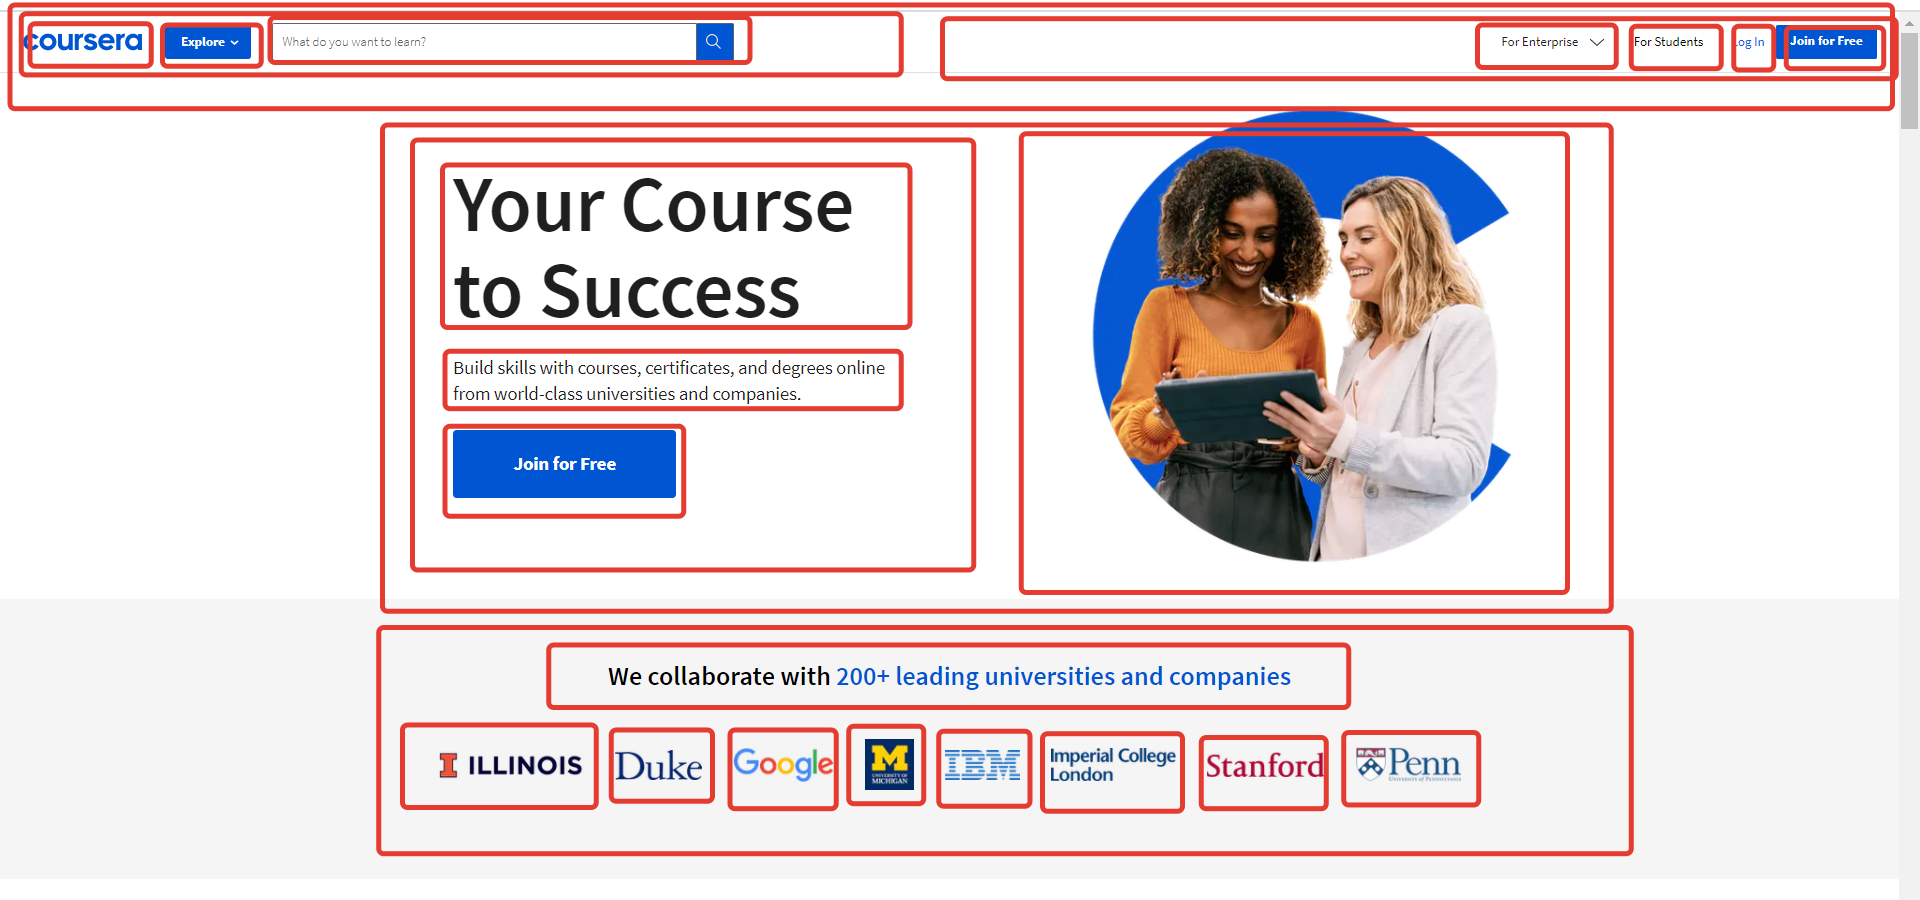 coursera
Explore
What do you want to learn?
For Enterprise
For Students
Log In
Join for Free
Your Course
to Success
Build skills with courses, certificates, and degrees online
from world-class universities and companies.
Join for Free
We collaborate with 200+ leading universities and companies
I ILLINOIS
Duke
Google
M
UNIVERSITY OF
MICHIGAN
IBM
Imperial College
London
Stanford
Penn
UNIVERSITY of PENNSYLVANIA